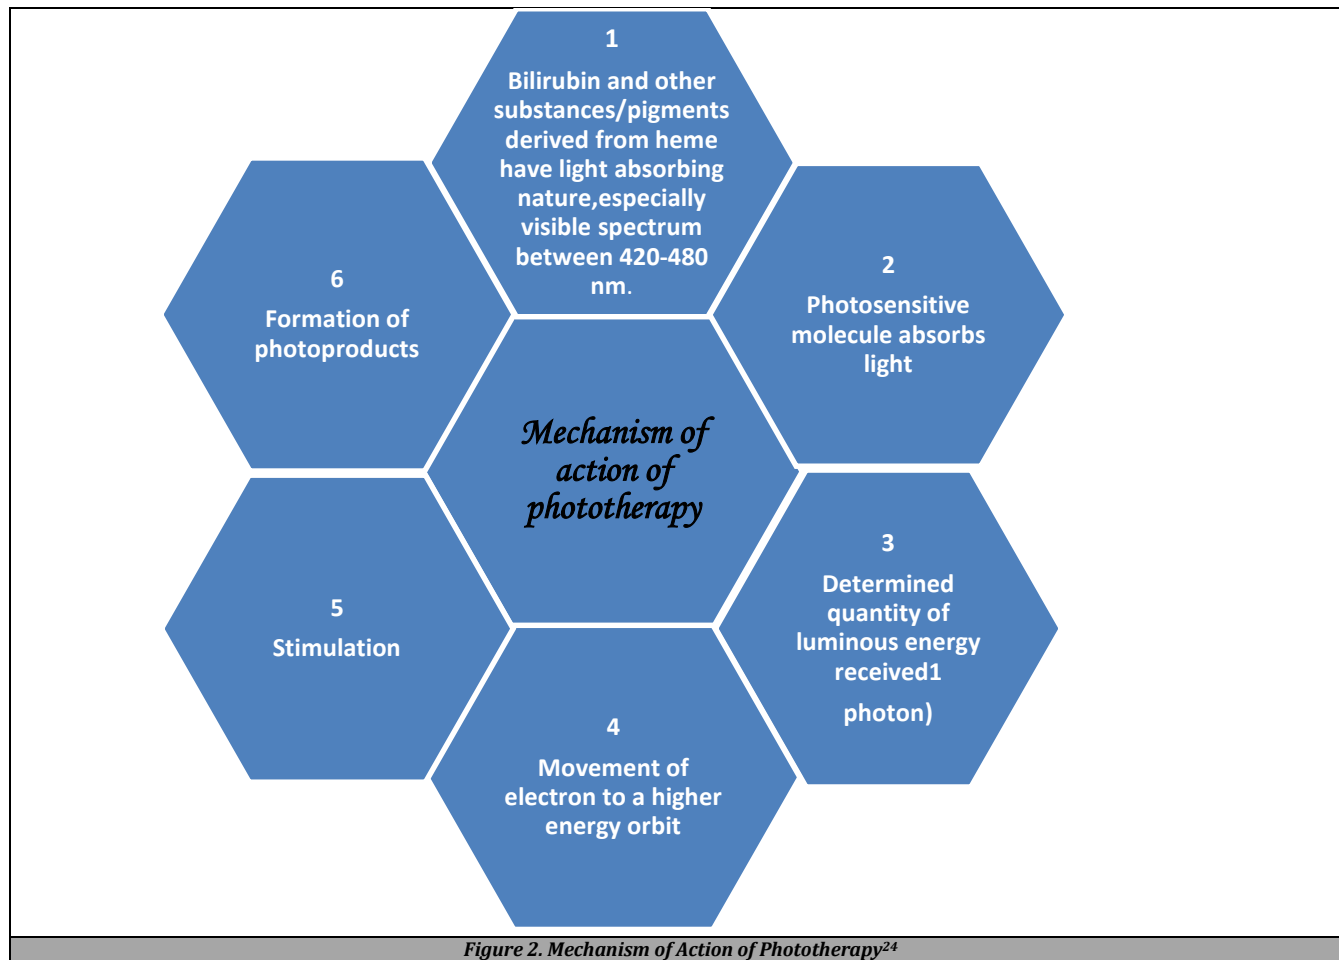 1
Bilirubin and other
substances/pigments
derived from heme
have light absorbing
nature,especially
visible spectrum
between 420-480
nm.
2
Photosensitive
molecule absorbs
light
3
Determined
quantity of
luminous energy
received1
photon)
4
Movement of
electron to a higher
energy orbit
5
Stimulation
6
Formation of
photoproducts
Mechanism of
action of
phototherapy
Figure 2. Mechanism of Action of Phototherapy24